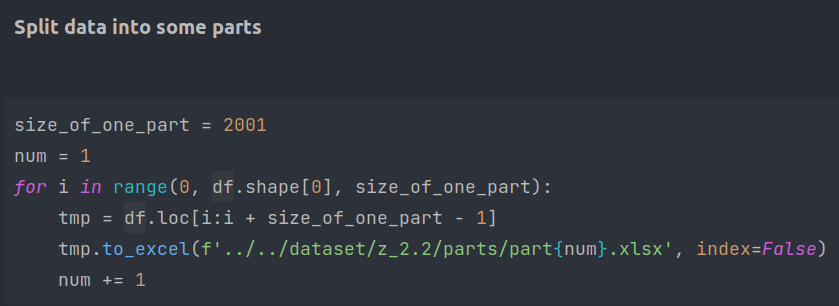 Split data into some parts
size_of_one_part = 2001
num = 1
for i in range(0, df.shape[0], size_of_one_part):
    tmp = df.loc[i:i + size_of_one_part - 1]
    tmp.to_excel(f'../../dataset/z_2.2/parts/part{num}.xlsx', index=False)
    num += 1